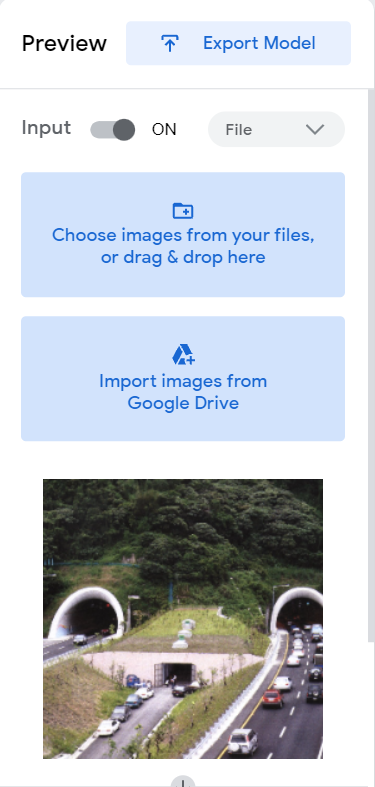 Preview
Export Model
Input
ON
File
Choose images from your files,
or drag & drop here
Import images from
Google Drive